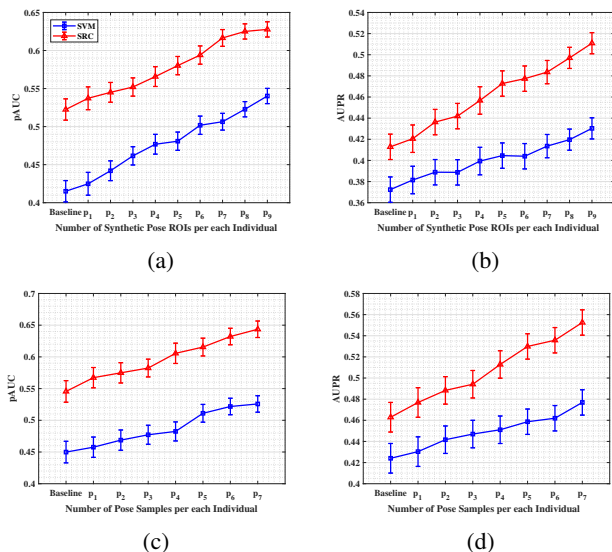 SVM
SRC
pAUC
0.65
0.6
0.55
0.5
0.45
0.4
Baseline p1 p2 p3 p4 p5 p6 p7 p8 p9
Number of Synthetic Pose ROIs per each Individual
(a)
AUPR
0.54
0.52
0.5
0.48
0.46
0.44
0.42
0.4
0.38
0.36
Baseline p1 p2 p3 p4 p5 p6 p7 p8 p9
Number of Synthetic Pose ROIs per each Individual
(b)
pAUC
0.7
0.65
0.6
0.55
0.5
0.45
0.4
Baseline p1 p2 p3 p4 p5 p6 p7
Number of Pose Samples per each Individual
(c)
AUPR
0.58
0.56
0.54
0.52
0.5
0.48
0.46
0.44
0.42
0.4
Baseline p1 p2 p3 p4 p5 p6 p7
Number of Pose Samples per each Individual
(d)